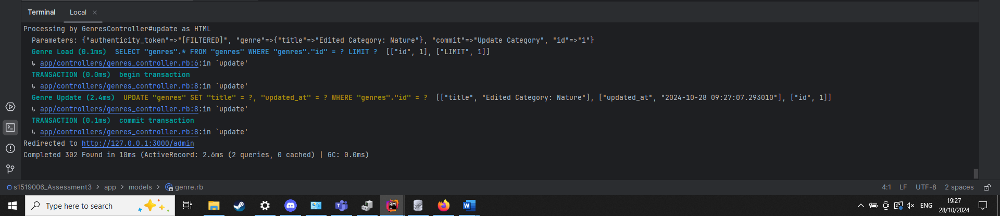 Terminal Local ×
Processing by GenresController#update as HTML
Parameters: {"authenticity_token"=>"[FILTERED]", "genre"=>{"title"=>"Edited Category: Nature"}, "commit"=>"Update Category", "id"=>"1"}
Genre Load (0.1ms)  SELECT "genres".* FROM "genres" WHERE "genres"."id" = ? LIMIT ?  [["id", 1], ["LIMIT", 1]]
↳ app/controllers/genres_controller.rb:6:in `update'
TRANSACTION (0.0ms)  begin transaction
↳ app/controllers/genres_controller.rb:8:in `update'
Genre Update (2.4ms)  UPDATE "genres" SET "title" = ?, "updated_at" = ? WHERE "genres"."id" = ?  [["title", "Edited Category: Nature"], ["updated_at", "2024-10-28 09:27:07.293010"], ["id", 1]]
↳ app/controllers/genres_controller.rb:8:in `update'
TRANSACTION (0.1ms)  commit transaction
↳ app/controllers/genres_controller.rb:8:in `update'
Redirected to http://127.0.0.1:3000/admin
Completed 302 Found in 10ms (ActiveRecord: 2.6ms (2 queries, 0 cached) | GC: 0.0ms)
s1519006_Assessment3 > app > models > genre.rb 4:1 LF UTF-8 2 spaces
Type here to search RM W ENG 19:27
28/10/2024